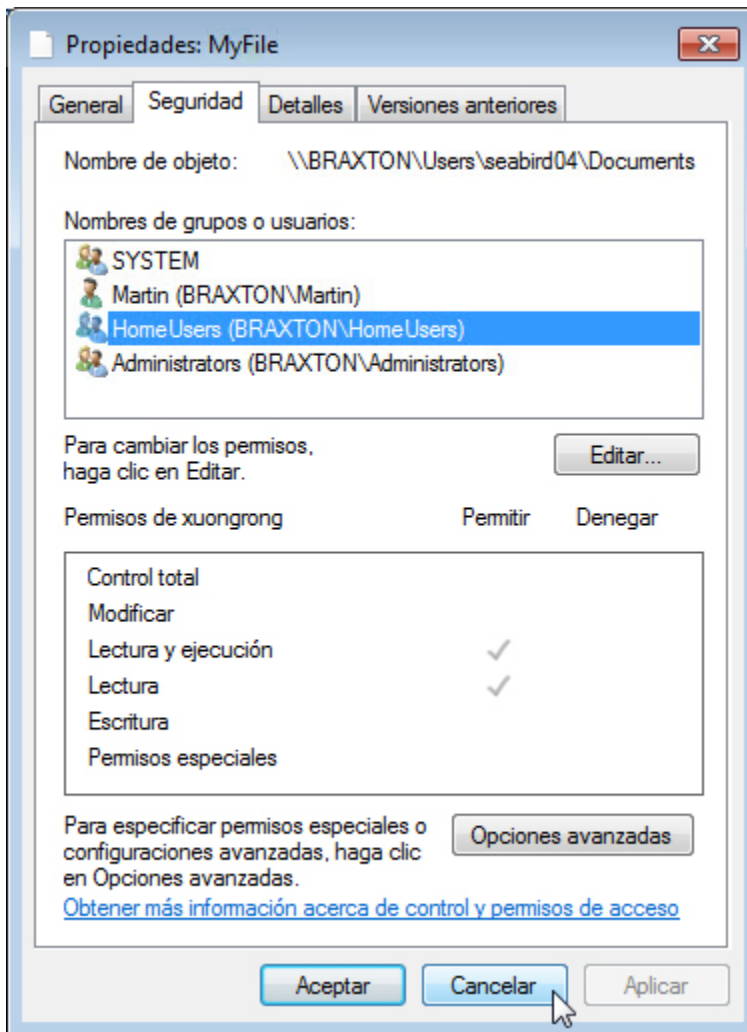 Propiedades: MyFile
General Seguridad Detalles Versiones anteriores
Nombre de objeto: \\BRAXTON\Users\seabird04\Documents
Nombres de grupos o usuarios:
SYSTEM
Martin (BRAXTON\Martin)
HomeUsers (BRAXTON\HomeUsers)
Administrators (BRAXTON\Administrators)
Para cambiar los permisos,
haga clic en Editar.
Editar...
Permisos de xuongrong Permitir Denegar
Control total
Modificar
Lectura y ejecución
Lectura
Escritura
Permisos especiales
Para especificar permisos especiales o
configuraciones avanzadas, haga clic
en Opciones avanzadas.
Opciones avanzadas
Obtener más información acerca de control y permisos de acceso
Aceptar Cancelar Aplicar